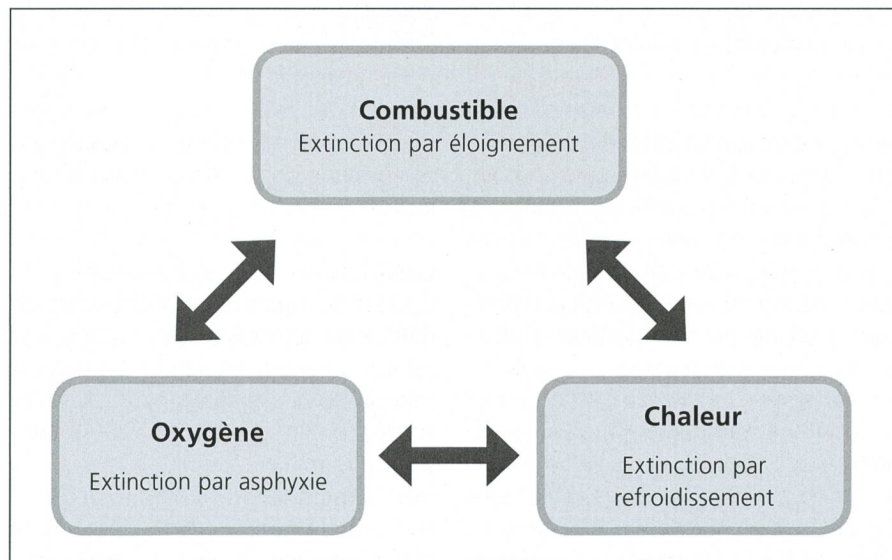 Combustible
Extinction par éloignement
Oxygène
Extinction par asphyxie
Chaleur
Extinction par
refroidissement